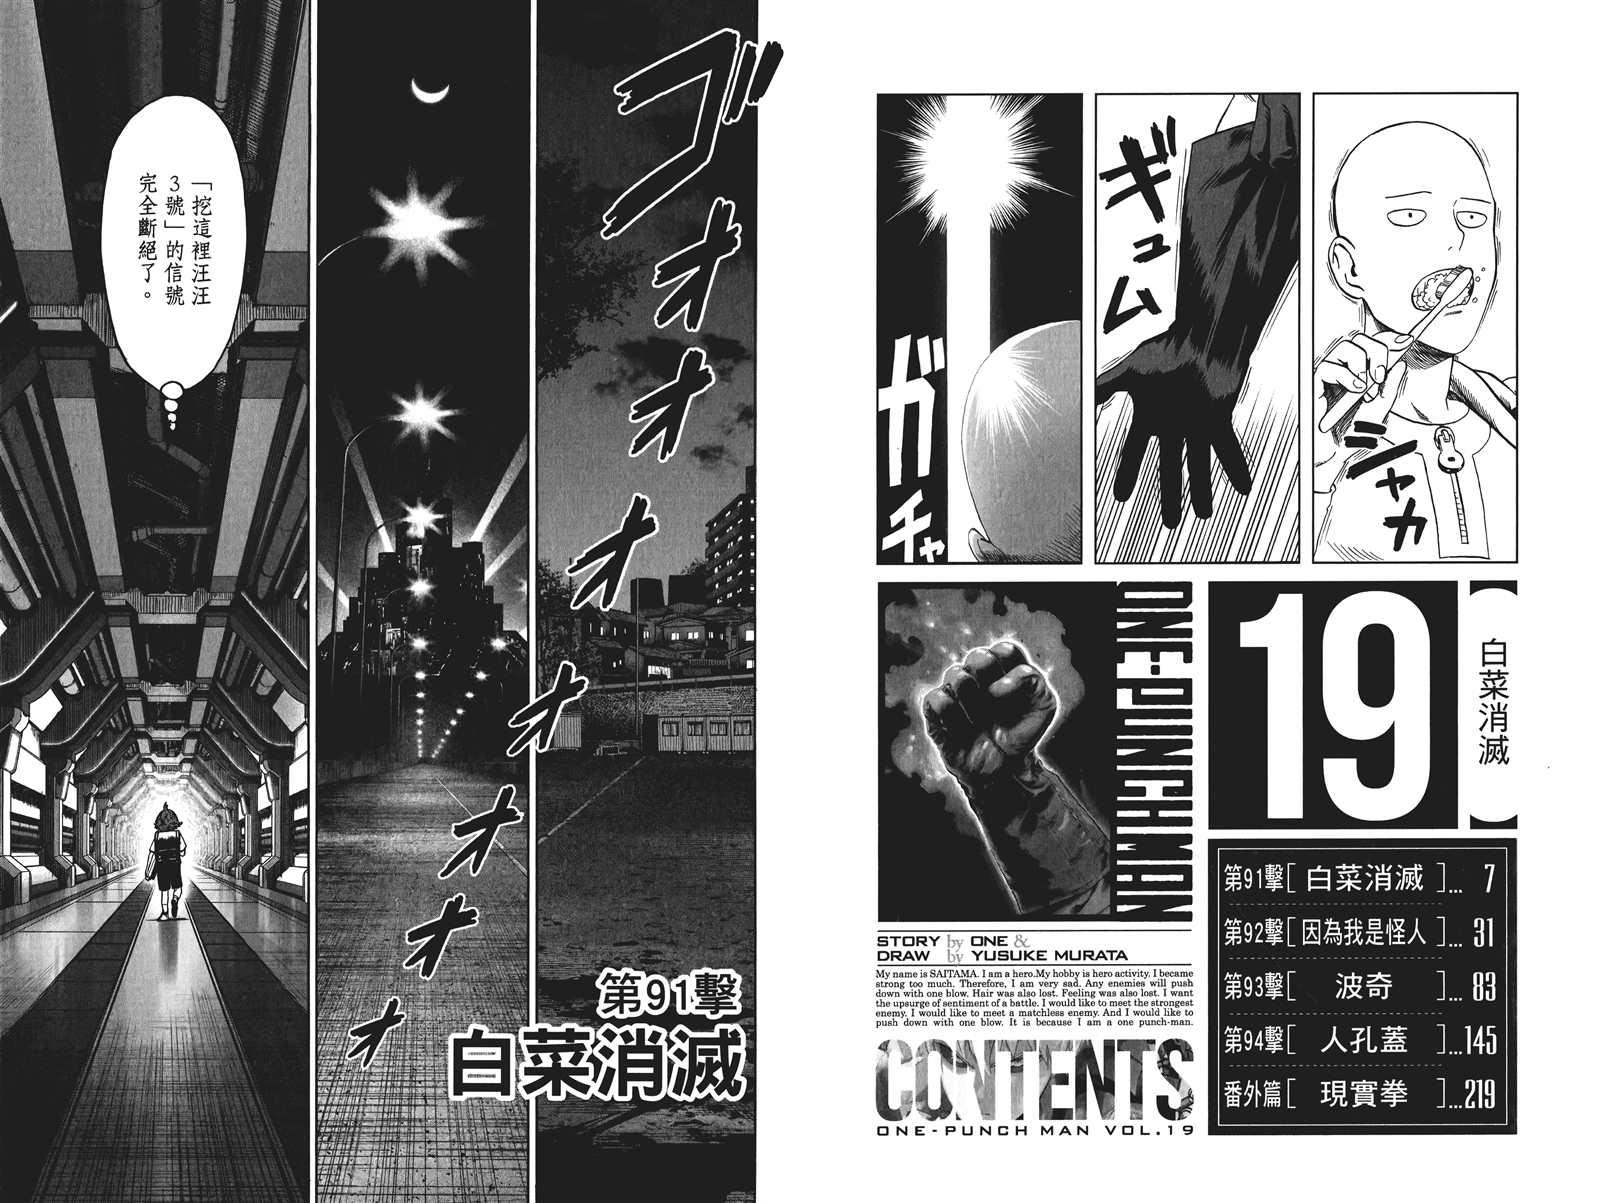 シャカ
ギュム
ガチャ
白菜消滅
19
ONE-PUNCH MAN
第91擊［ 白菜消滅 ］... 7
第92擊［ 因為我是怪人 ］... 31
第93擊［ 波奇 ］... 83
第94擊［ 人孔蓋 ］...145
番外篇［ 現實拳 ］...219
STORY by ONE &
DRAW by YUSUKE MURATA
My name is SAITAMA. I am a hero.My hobby is hero activity. I became
strong too much. Therefore, I am very sad. Any enemies will push
down with one blow. Hair was also lost. Feeling was also lost. I want
the upsurge of sentiment of a battle. I would like to meet the strongest
enemy. I would like to meet a matchless enemy. And I would like to
push down with one blow. It is because I am a one punch-man.
CONTENTS
ONE-PUNCH MAN VOL.19
ゴオオオオオオオ
第91擊
白菜消滅
「挖這裡汪汪
3號」的信號
完全斷絕了。